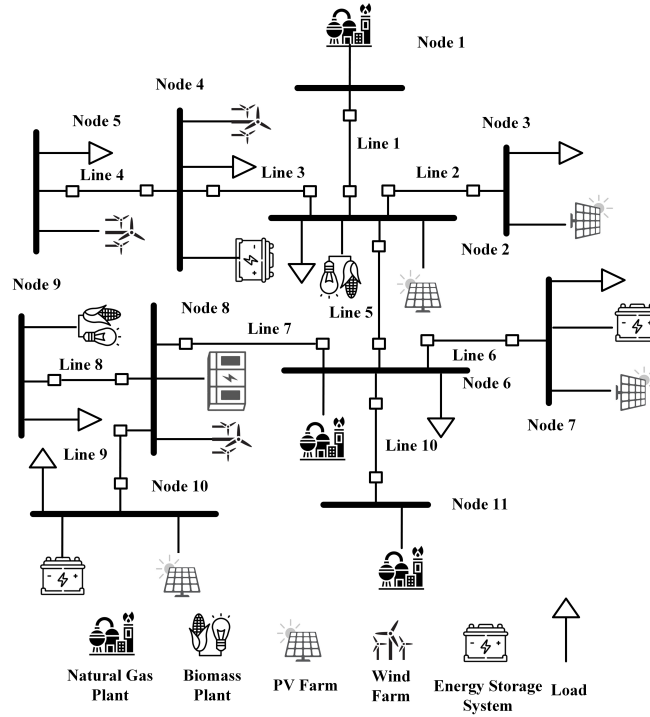 Node 1
Node 4
Node 5
Node 3
Line 1
Line 4
Line 3
Line 2
Node 2
Node 9
Node 8
Line 5
Line 7
Line 8
Line 6
Node 6
Node 7
Line 9
Line 10
Node 10
Node 11
Natural Gas
Plant
Biomass
Plant
PV Farm
Wind
Farm
Energy Storage
System
Load